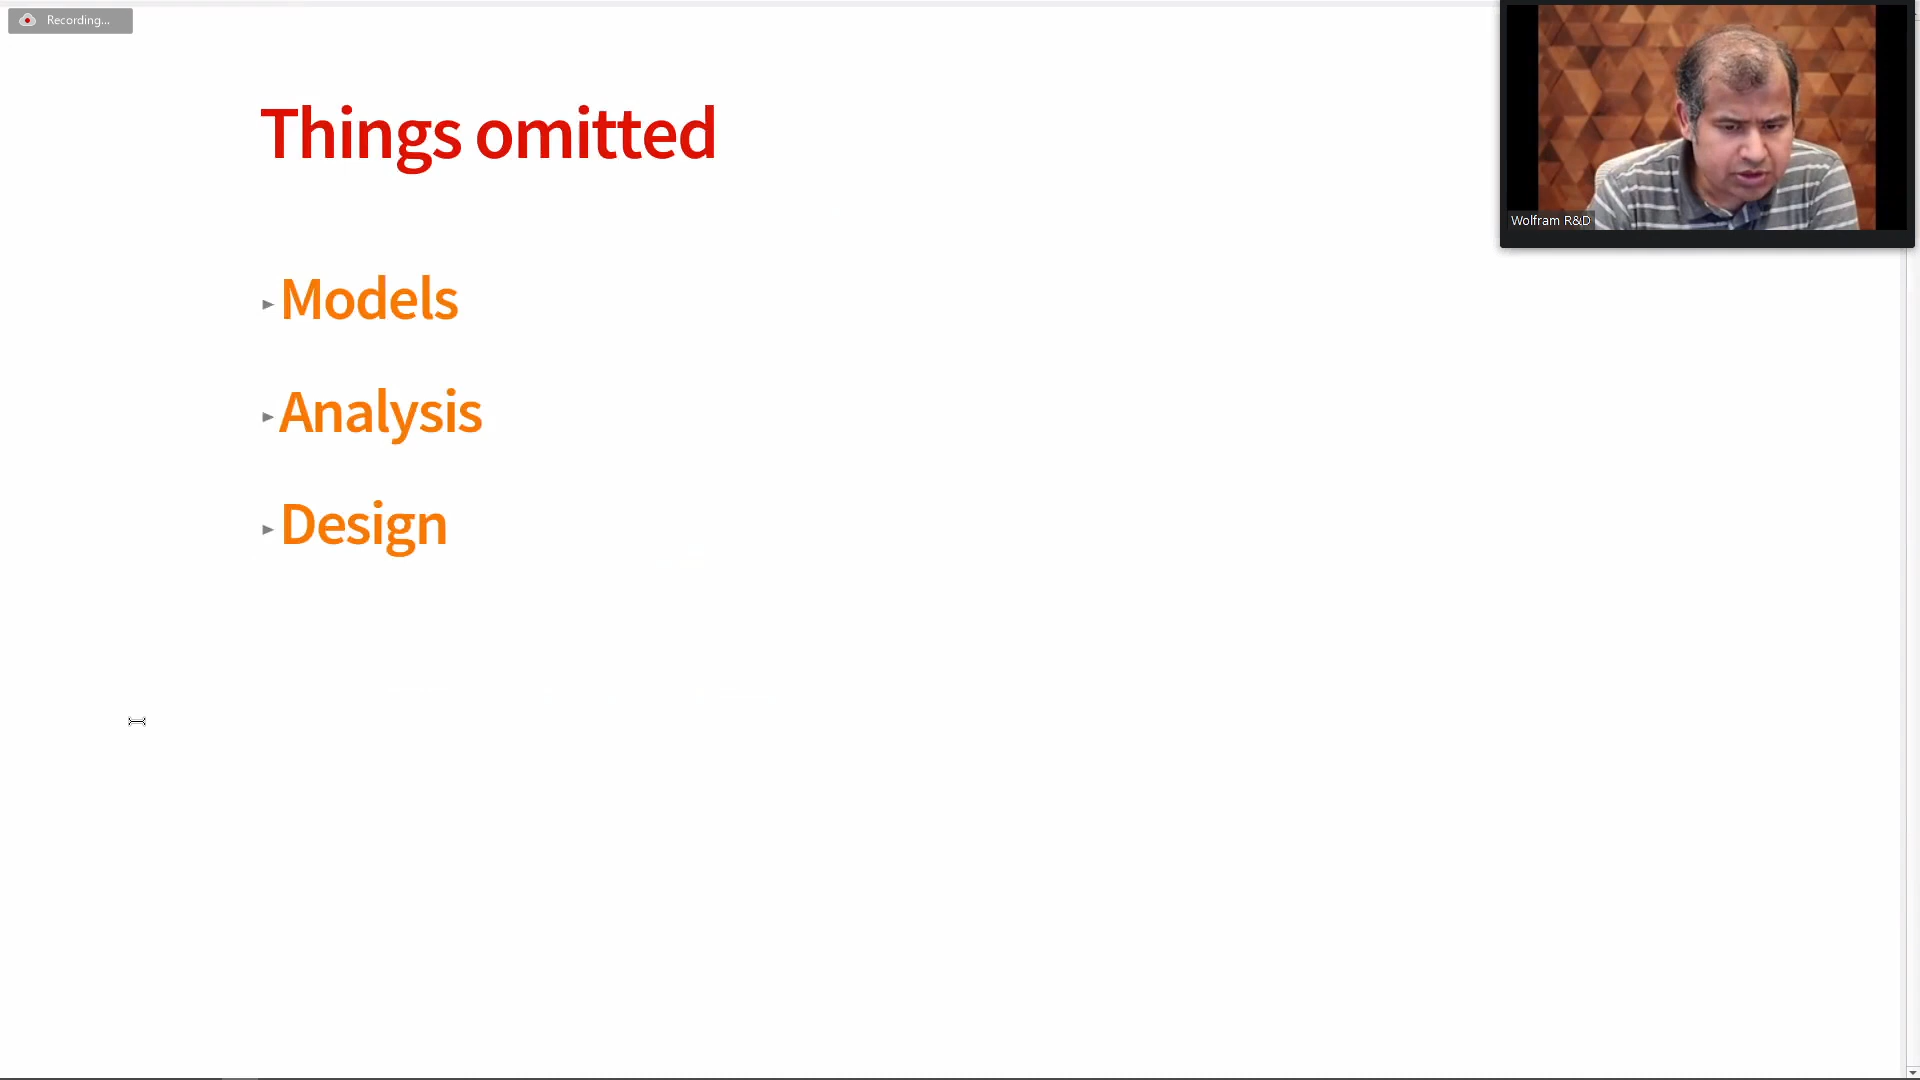 Recording...
Things omitted
Models
Analysis
Design
Wolfram R&D